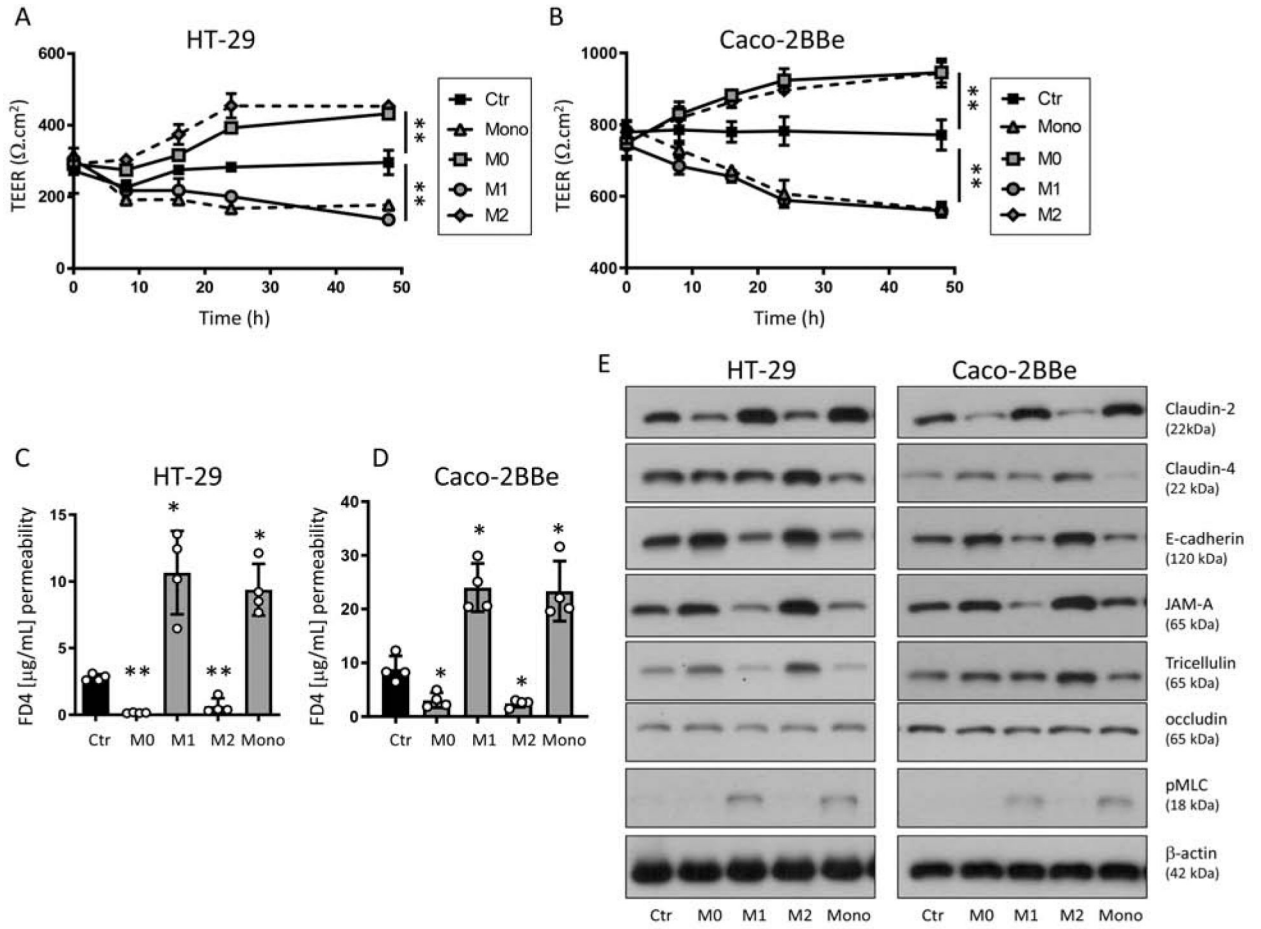 A
HT-29
TEER (Ω.cm²)
600
400
200
0
0
10
20
30
40
50
Time (h)
**
**
Ctr
Mono
M0
M1
M2
B
Caco-2BBe
TEER (Ω.cm²)
1000
800
600
400
0
10
20
30
40
50
Time (h)
**
**
Ctr
Mono
M0
M1
M2
C
HT-29
FD4 [µg/mL] permeability
15
10
5
0
*
**
**
*
Ctr M0 M1 M2 Mono
D
Caco-2BBe
FD4 [µg/mL] permeability
40
30
20
10
0
*
*
*
*
Ctr M0 M1 M2 Mono
E
HT-29
Caco-2BBe
Claudin-2
(22kDa)
Claudin-4
(22 kDa)
E-cadherin
(120 kDa)
JAM-A
(65 kDa)
Tricellulin
(65 kDa)
occludin
(65 kDa)
pMLC
(18 kDa)
β-actin
(42 kDa)
Ctr M0 M1 M2 Mono
Ctr M0 M1 M2 Mono